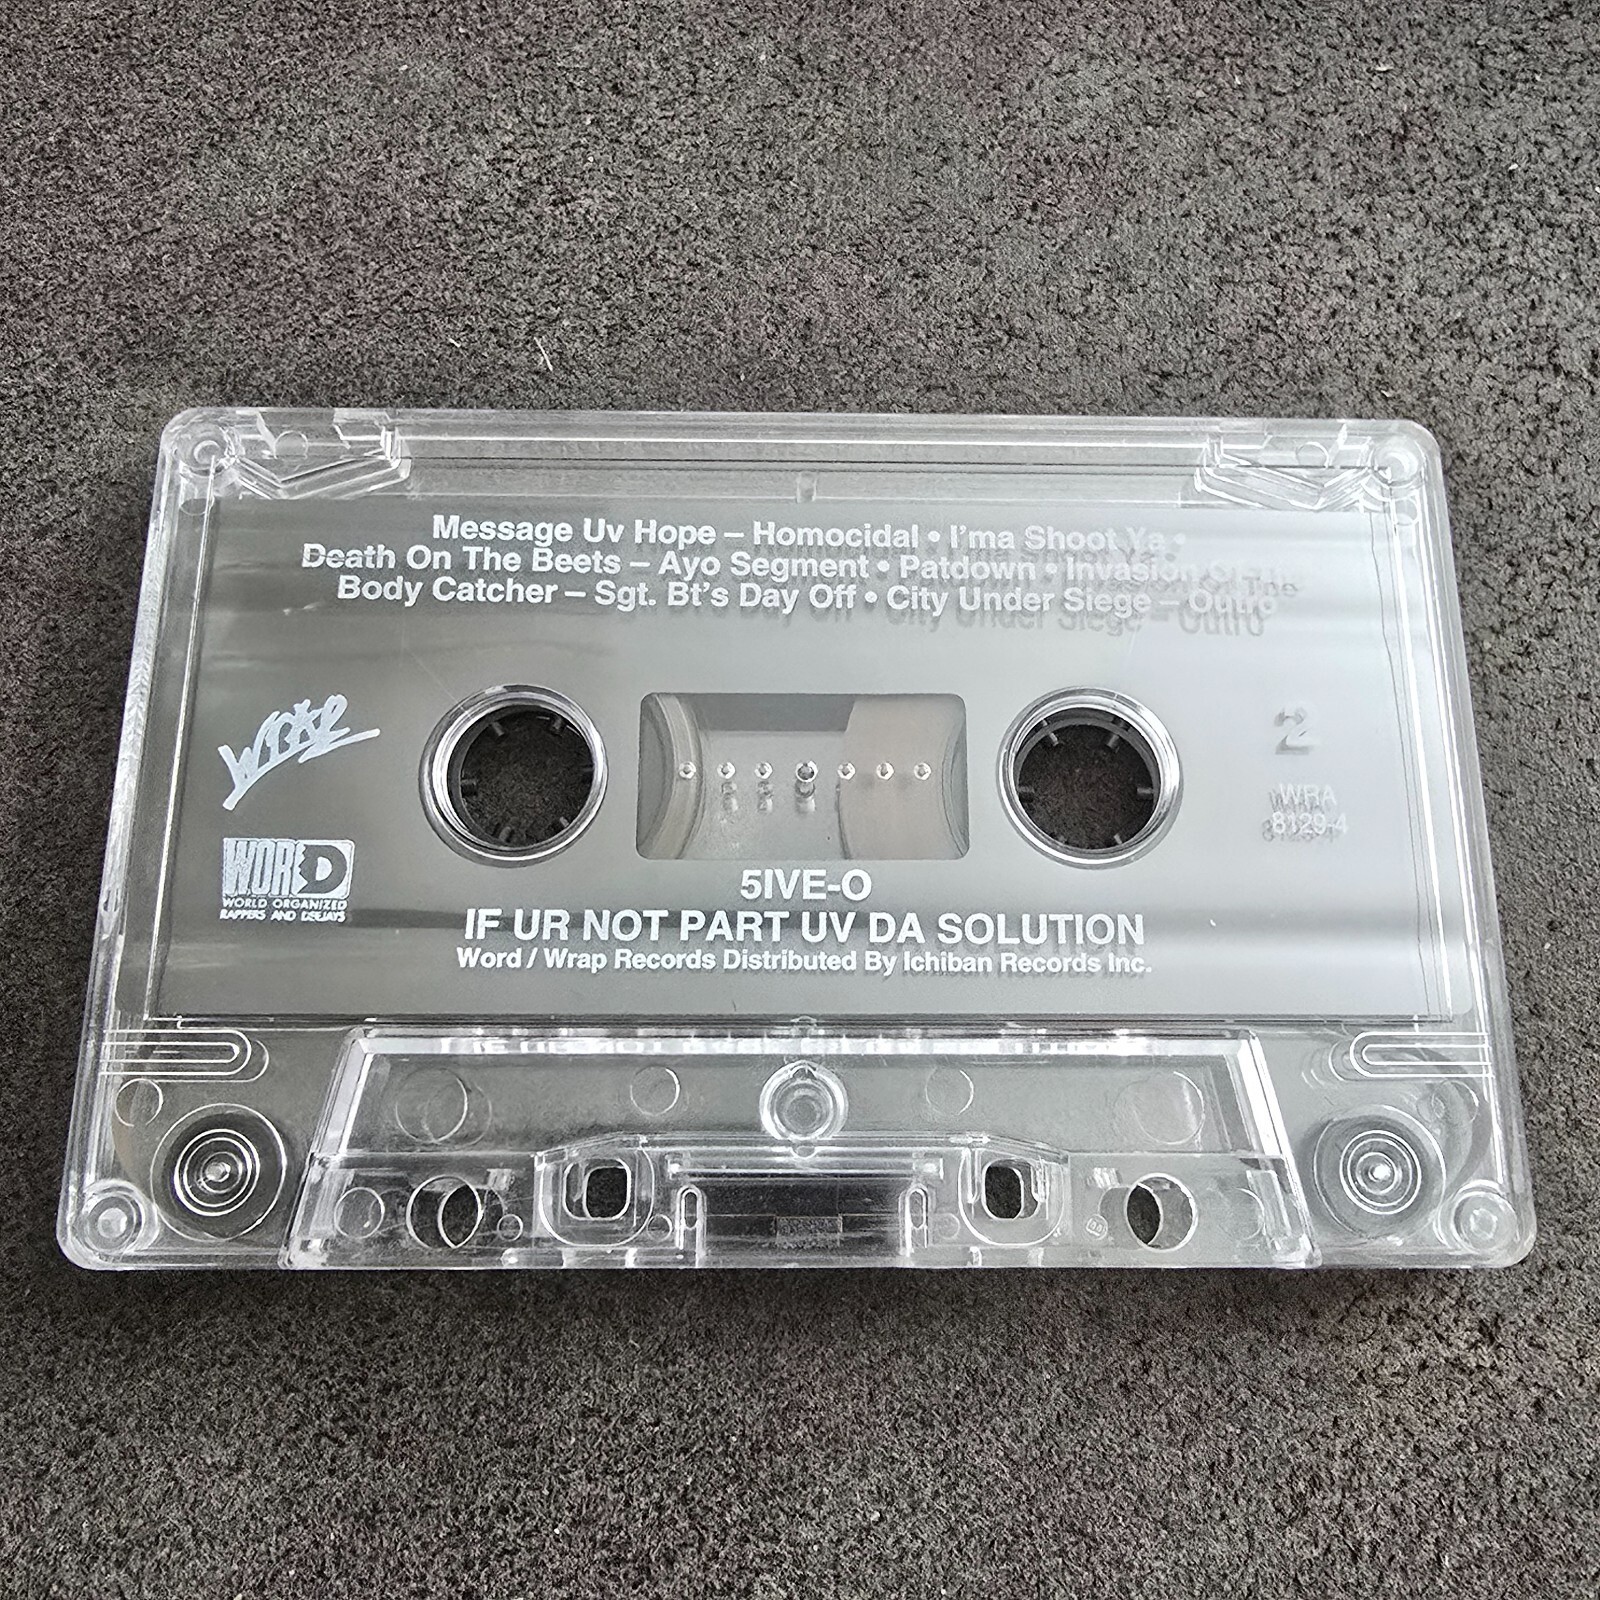 Message Uv Hope – Homocidal • I'ma Shoot Ya •
Death On The Beets – Ayo Segment • Patdown • Invasion Of The
Body Catcher – Sgt. Bt's Day Off • City Under Siege – Outro
WRAP
2
WRA
8129-4
WORD
WORLD ORGANIZED
RAPPERS AND DEEJAYS
5IVE-O
IF UR NOT PART UV DA SOLUTION
Word / Wrap Records Distributed By Ichiban Records Inc.